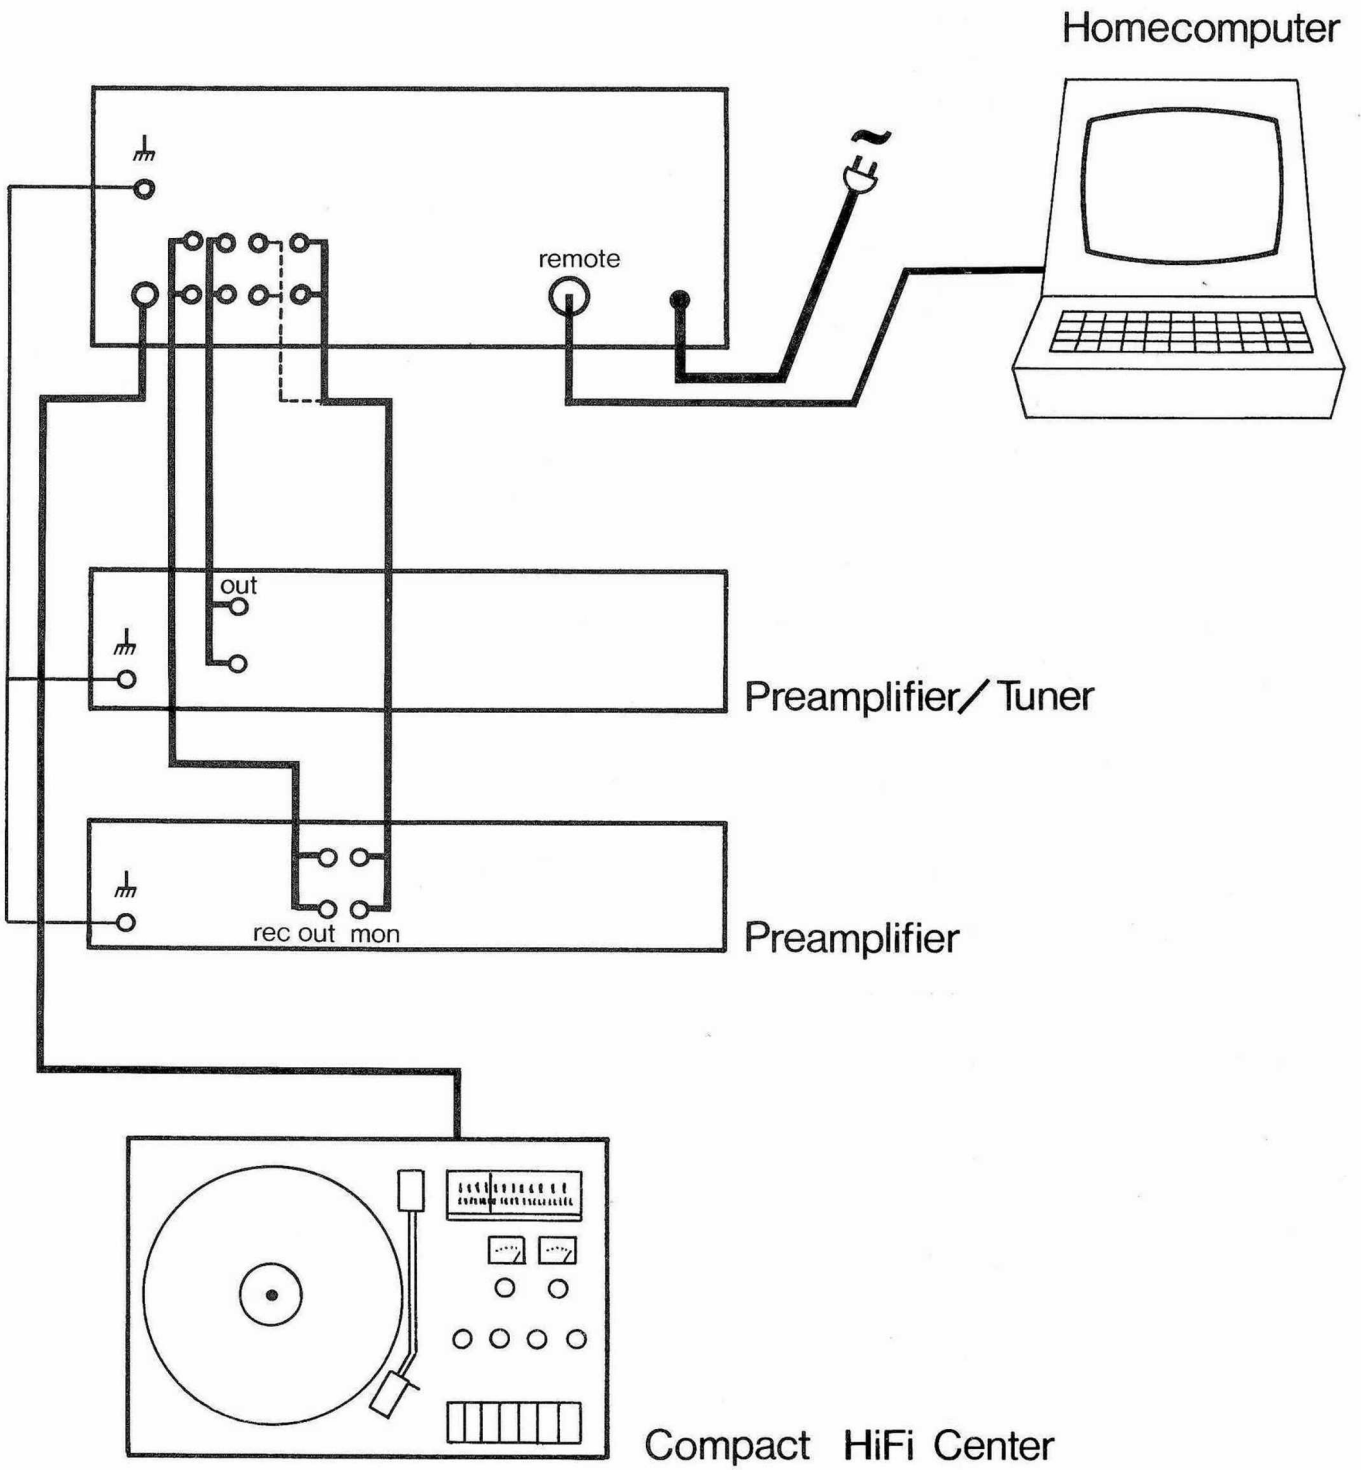 Homecomputer
remote
out
Preamplifier/Tuner
rec out mon
Preamplifier
Compact HiFi Center